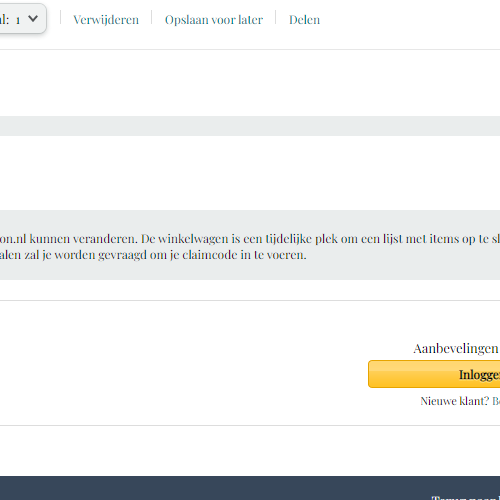 al: 1 Verwijderen Opslaan voor later Delen
on.nl kunnen veranderen. De winkelwagen is een tijdelijke plek om een lijst met items op te sl
alen zal je worden gevraagd om je claimcode in te voeren.
Aanbevelingen
Inlogge
Nieuwe klant? B